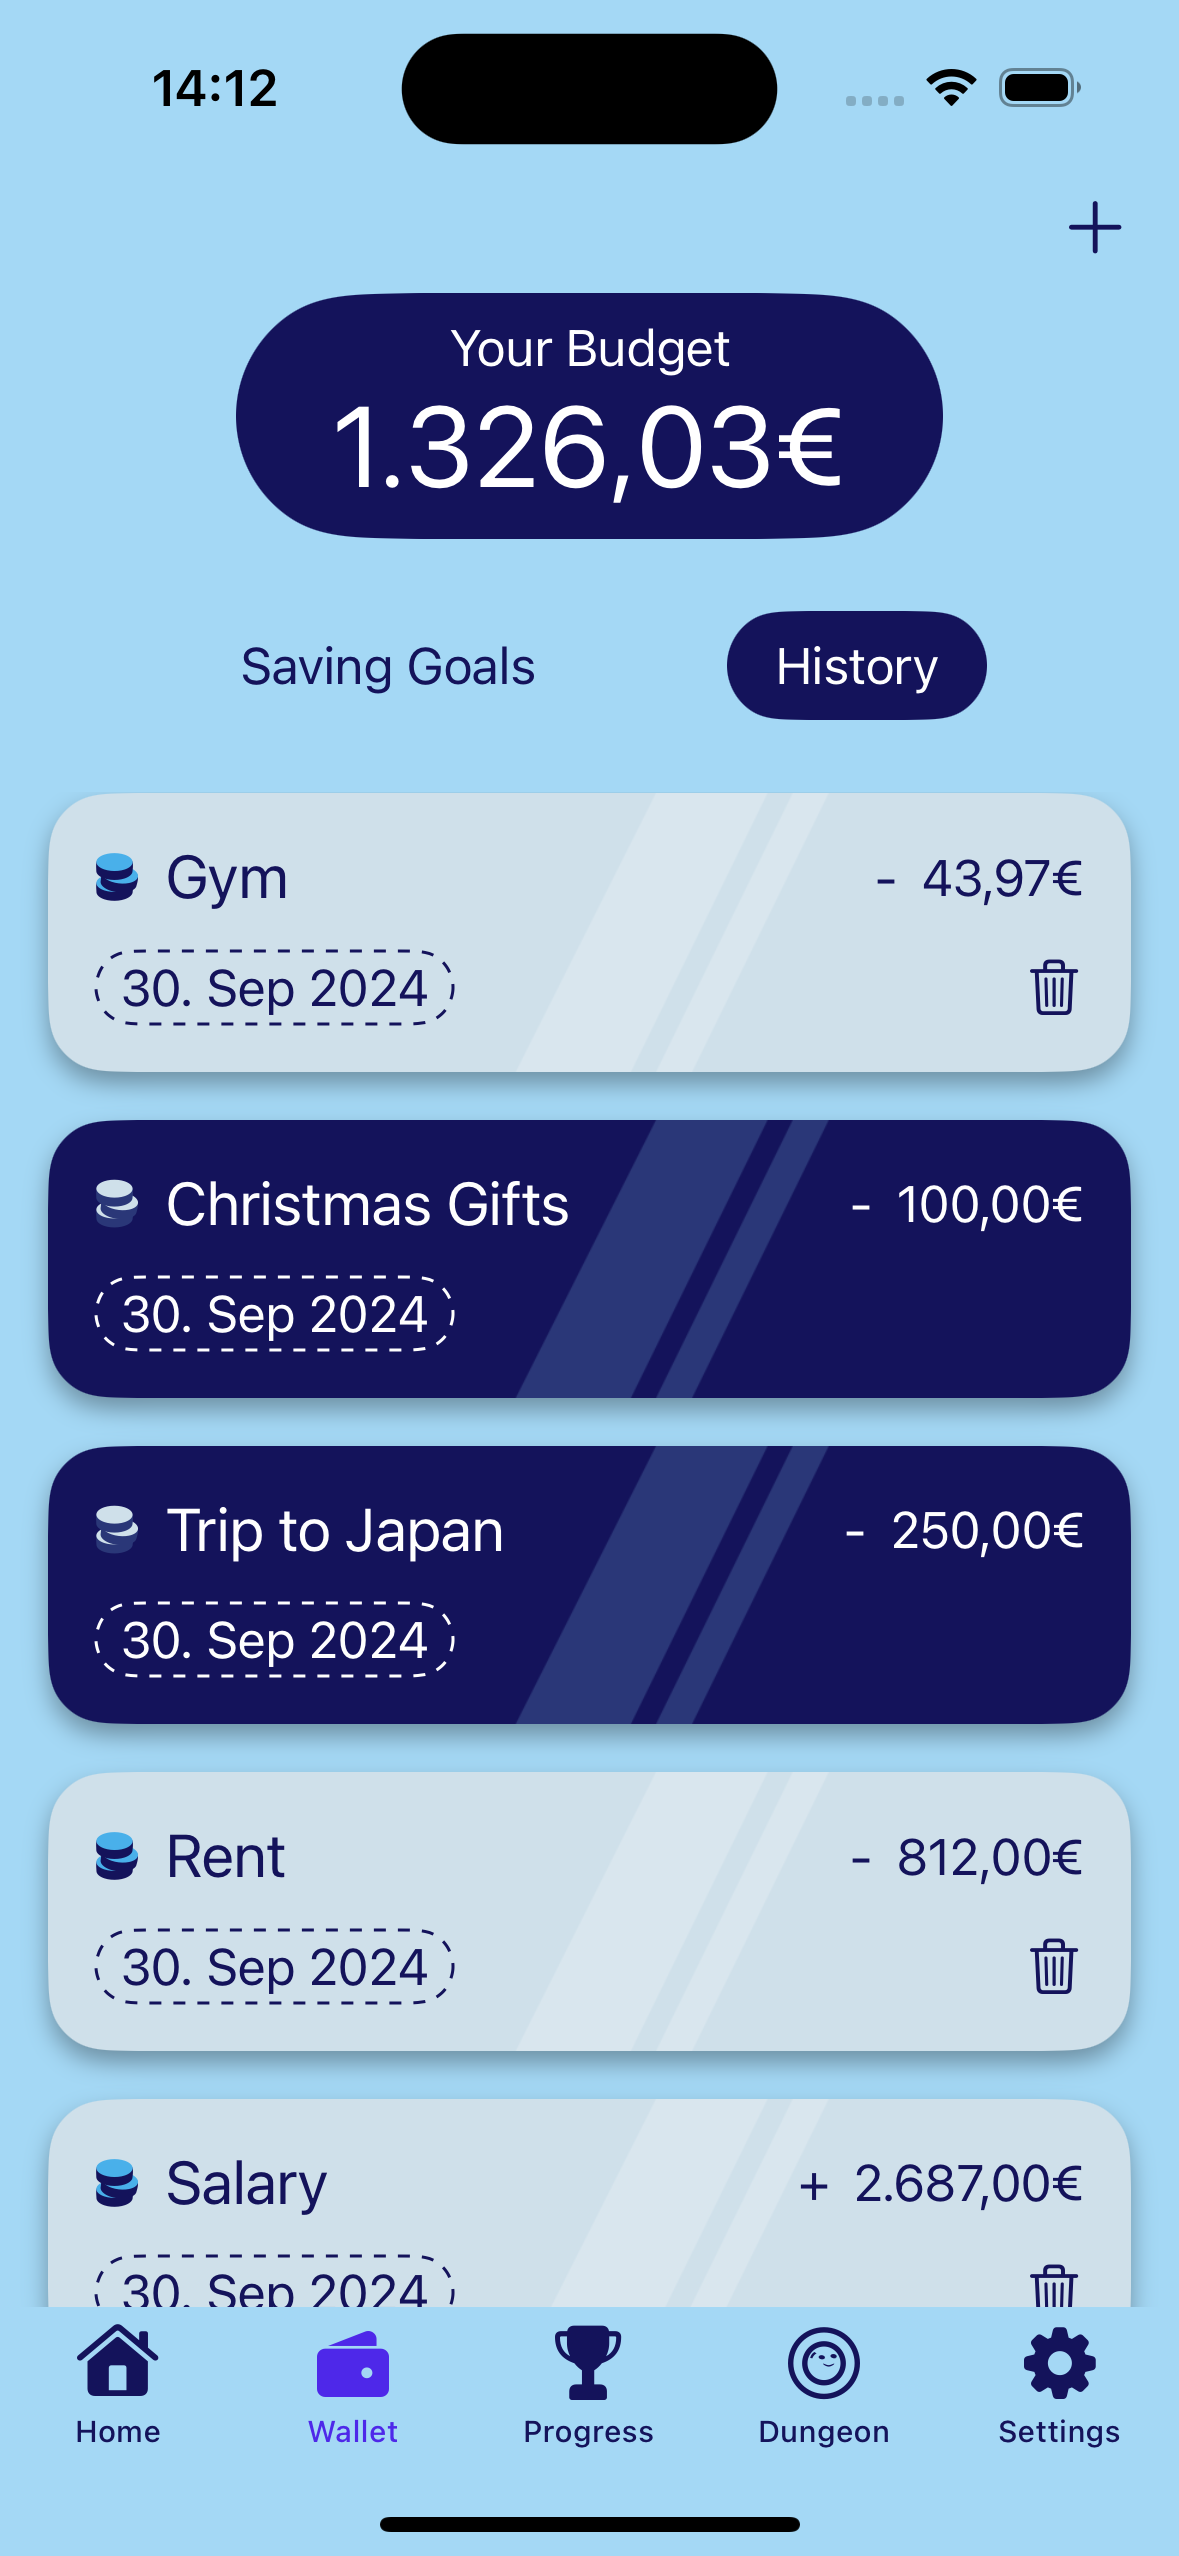 14:12
Your Budget
1.326,03€
Saving Goals
History
Gym
- 43,97€
30. Sep 2024
Christmas Gifts
- 100,00€
30. Sep 2024
Trip to Japan
- 250,00€
30. Sep 2024
Rent
- 812,00€
30. Sep 2024
Salary
+ 2.687,00€
30. Sep 2024
Home
Wallet
Progress
Dungeon
Settings